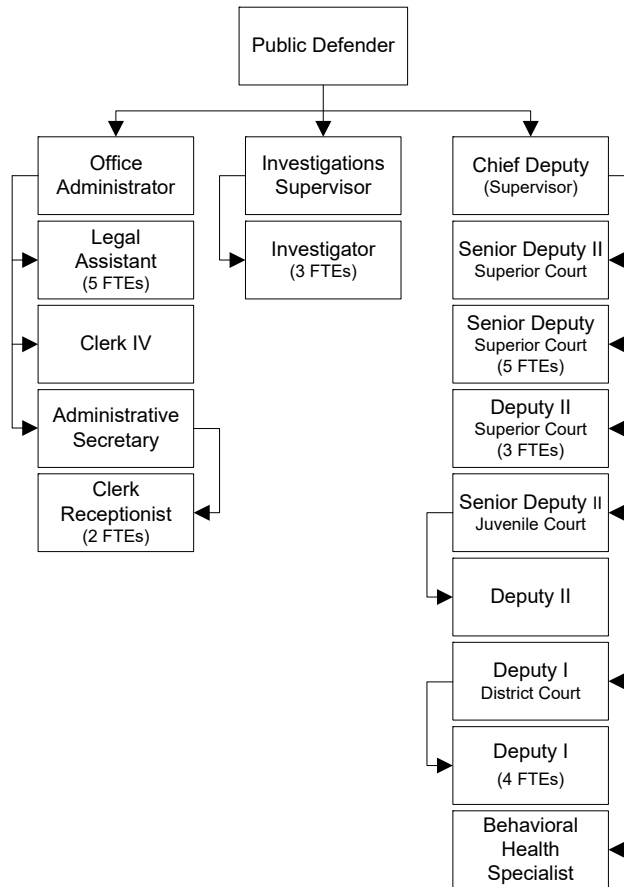 Public Defender
Office
Administrator
Legal
Assistant
(5 FTEs)
Clerk IV
Administrative
Secretary
Clerk
Receptionist
(2 FTEs)
Investigations
Supervisor
Investigator
(3 FTEs)
Chief Deputy
(Supervisor)
Senior Deputy II
Superior Court
Senior Deputy
Superior Court
(5 FTEs)
Deputy II
Superior Court
(3 FTEs)
Senior Deputy II
Juvenile Court
Deputy II
Deputy I
District Court
Deputy I
(4 FTEs)
Behavioral
Health
Specialist